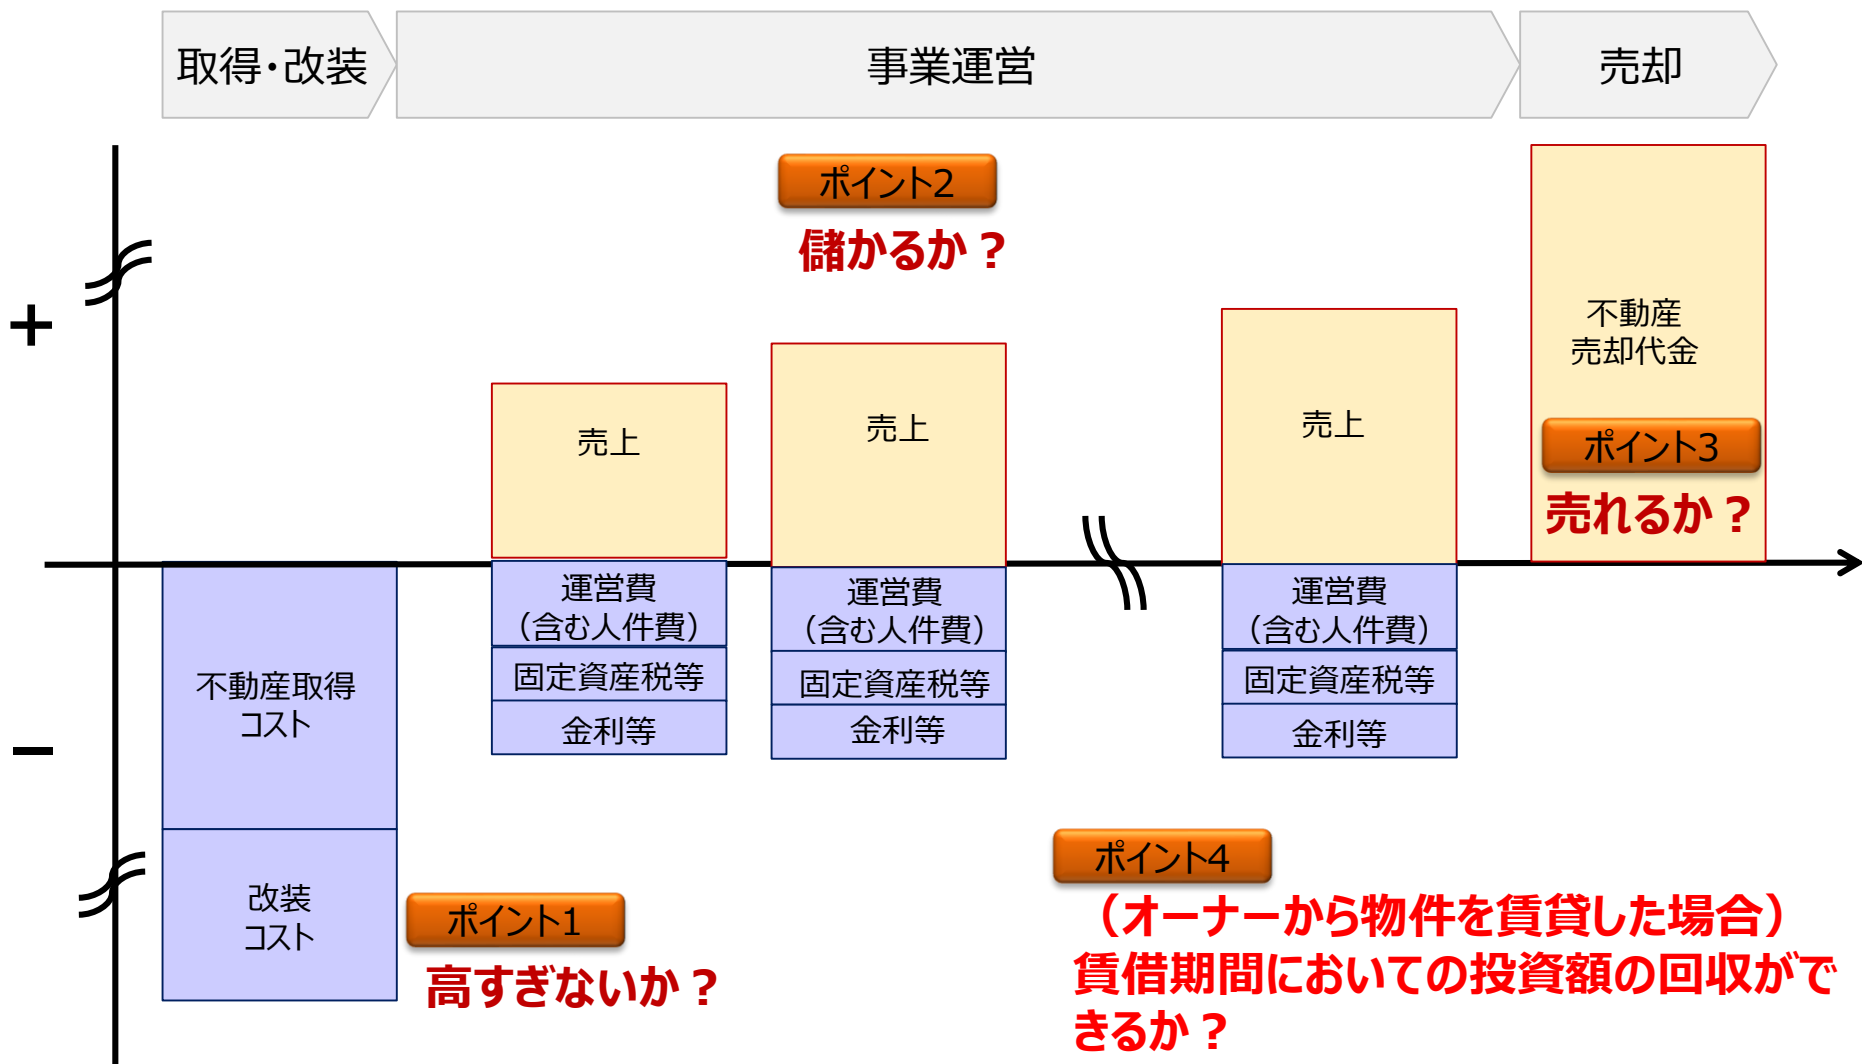 取得・改装
事業運営
売却
ポイント2
儲かるか？
+
不動産
売却代金
ポイント3
売れるか？
売上
売上
売上
運営費
（含む人件費）
固定資産税等
金利等
運営費
（含む人件費）
固定資産税等
金利等
運営費
（含む人件費）
固定資産税等
金利等
不動産取得
コスト
－
改装
コスト
ポイント1
高すぎないか？
ポイント4
（オーナーから物件を賃貸した場合）
賃借期間においての投資額の回収がで
きるか？